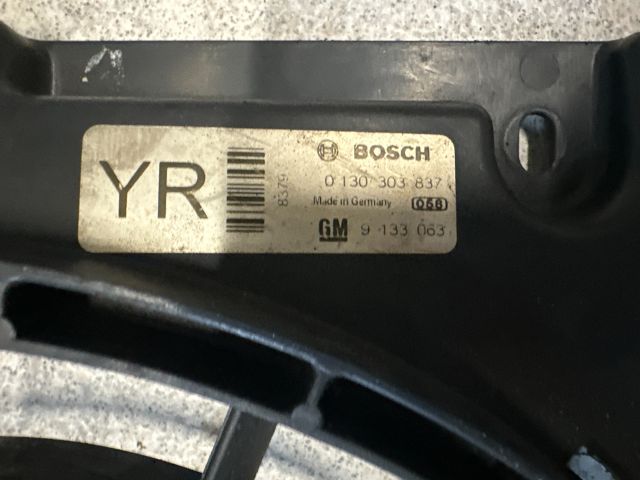 YR
8379
BOSCH
0 130 303 837
Made in Germany 058
GM 9 133 063